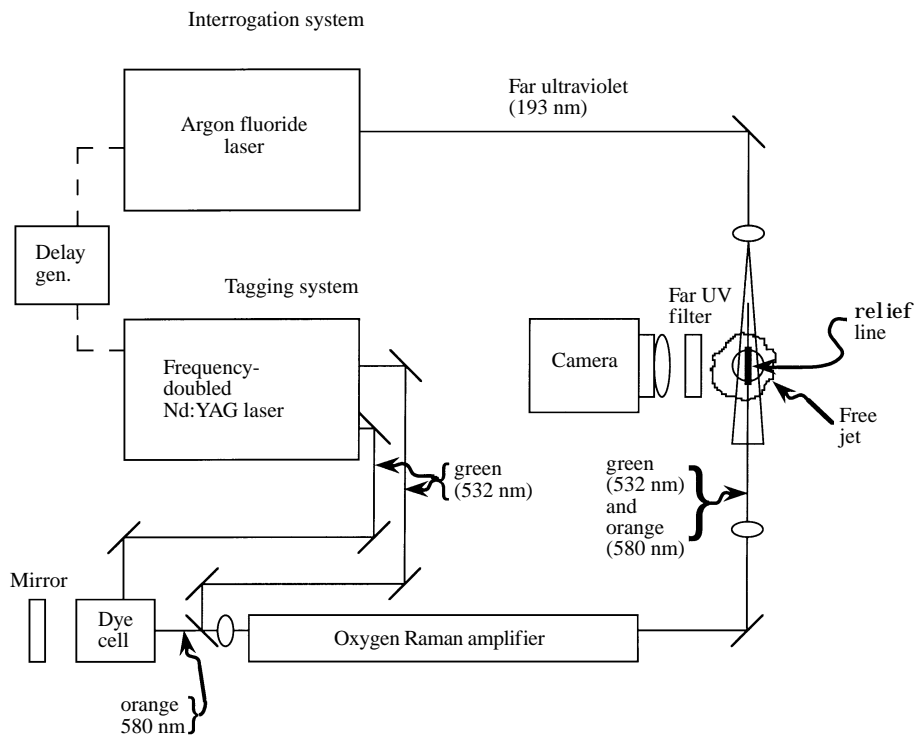 Interrogation system
Argon fluoride
laser
Far ultraviolet
(193 nm)
Delay
gen.
Tagging system
Frequency-
doubled
Nd:YAG laser
Camera
Far UV
filter
relief
line
Free
jet
green
(532 nm)
green
(532 nm)
and
orange
(580 nm)
Mirror
Dye
cell
Oxygen Raman amplifier
orange
580 nm